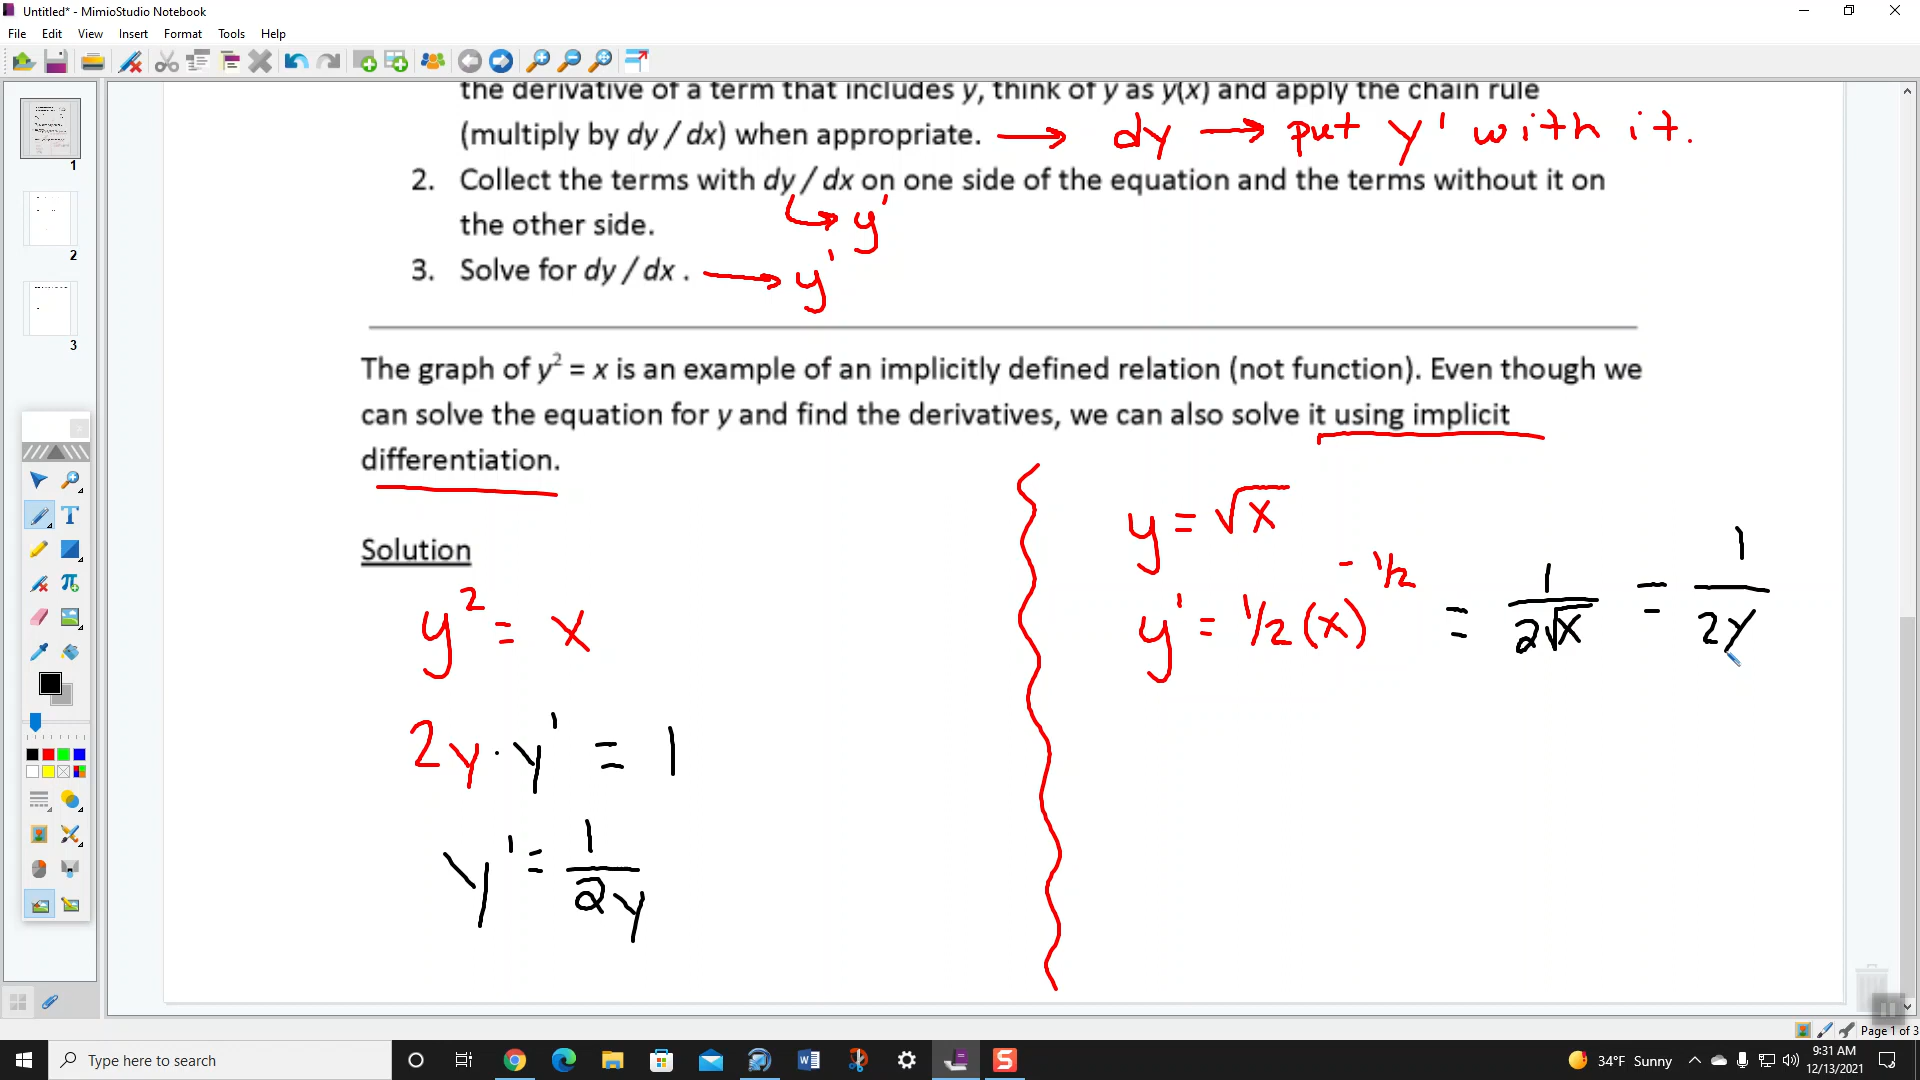 Untitled* - MimioStudio Notebook
File Edit View Insert Format Tools Help
the derivative of a term that includes y, think of y as y(x) and apply the chain rule
(multiply by dy / dx) when appropriate. → dy → put y' with it.
2. Collect the terms with dy / dx on one side of the equation and the terms without it on
↳ y'
the other side.
3. Solve for dy / dx . → y'
The graph of y² = x is an example of an implicitly defined relation (not function). Even though we
can solve the equation for y and find the derivatives, we can also solve it using implicit
differentiation.
Solution
y² = x
2y · y' = 1
y' = 1/2y
y = √x
y' = 1/2 (x)^-1/2 = 1/2√x = 1/2y
1
2
3
Page 1 of 3
Type here to search
34°F Sunny
9:31 AM
12/13/2021